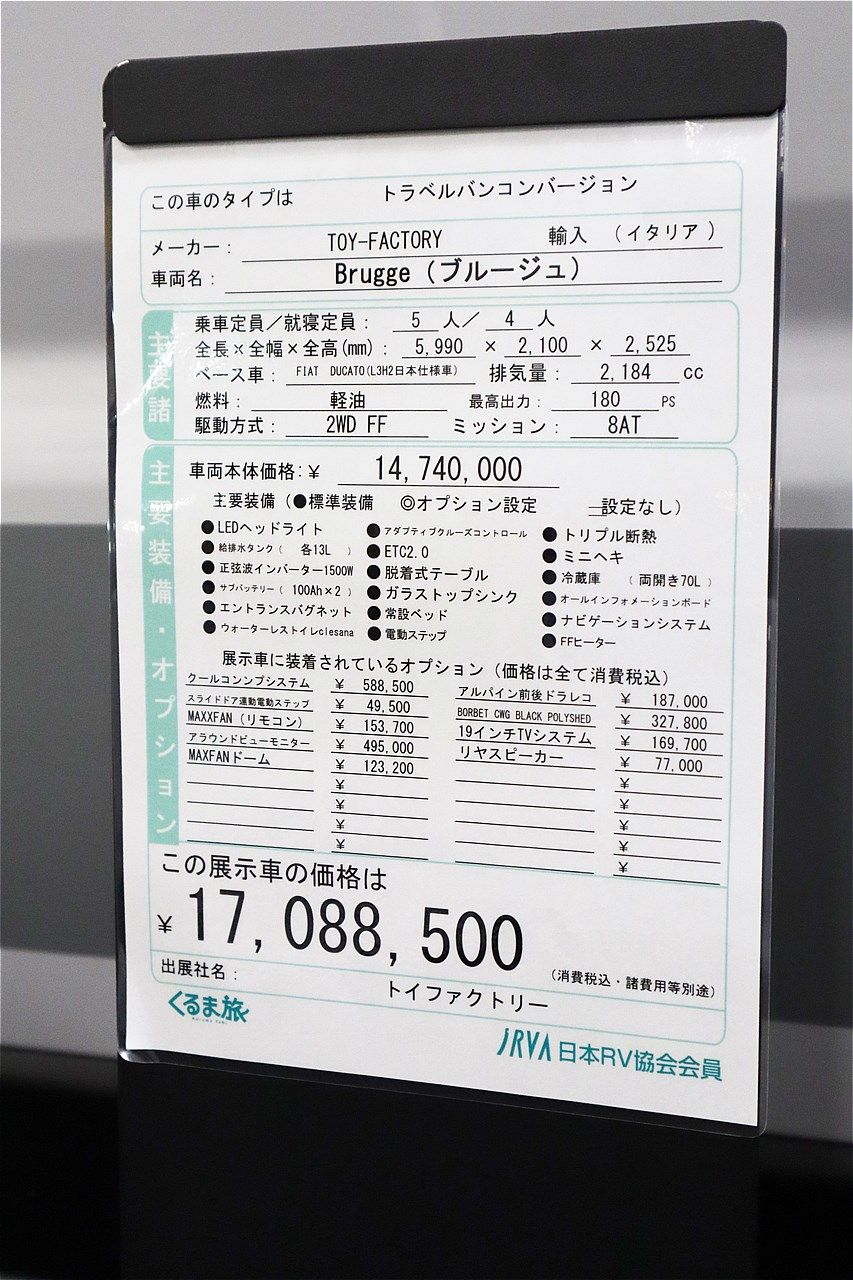 この車のタイプは トラベルバンコンバージョン
メーカー： TOY-FACTORY 輸入 （イタリア）
車両名： Brugge（ブルージュ）
主要諸
乗車定員／就寝定員： 5 人／ 4 人
全長×全幅×全高(mm)： 5,990 × 2,100 × 2,525
ベース車： FIAT DUCATO(L3H2日本仕様車) 排気量： 2,184 cc
燃料： 軽油 最高出力： 180 PS
駆動方式： 2WD FF ミッション： 8AT
主要装備・オプション
車両本体価格：￥ 14,740,000
主要装備（●標準装備 ◎オプション設定 __設定なし）
●LEDヘッドライト ●アダプティブクルーズコントロール ●トリプル断熱
●給排水タンク（ 各13L ） ●ETC2.0 ●ミニヘキ
●正弦波インバーター1500W ●脱着式テーブル ●冷蔵庫 （両開き70L）
●サブバッテリー（ 100Ah×2 ） ●ガラストップシンク ●オールインフォメーションボード
●エントランスバグネット ●常設ベッド ●ナビゲーションシステム
●ウォーターレストイレclesana ●電動ステップ ●FFヒーター
展示車に装着されているオプション（価格は全て消費税込）
クールコンンプシステム ￥ 588,500 アルパイン前後ドラレコ ￥ 187,000
スライドドア連動電動ステップ ￥ 49,500 BORBET CWG BLACK POLYSHED ￥ 327,800
MAXXFAN（リモコン） ￥ 153,700 19インチTVシステム ￥ 169,700
アラウンドビューモニター ￥ 495,000 リヤスピーカー ￥ 77,000
MAXFANドーム ￥ 123,200 ￥
￥ ￥
￥ ￥
￥ ￥
￥ ￥
この展示車の価格は
￥ 17,088,500
（消費税込・諸費用等別途）
出展社名： トイファクトリー
くるま旅
JRVA 日本RV協会会員